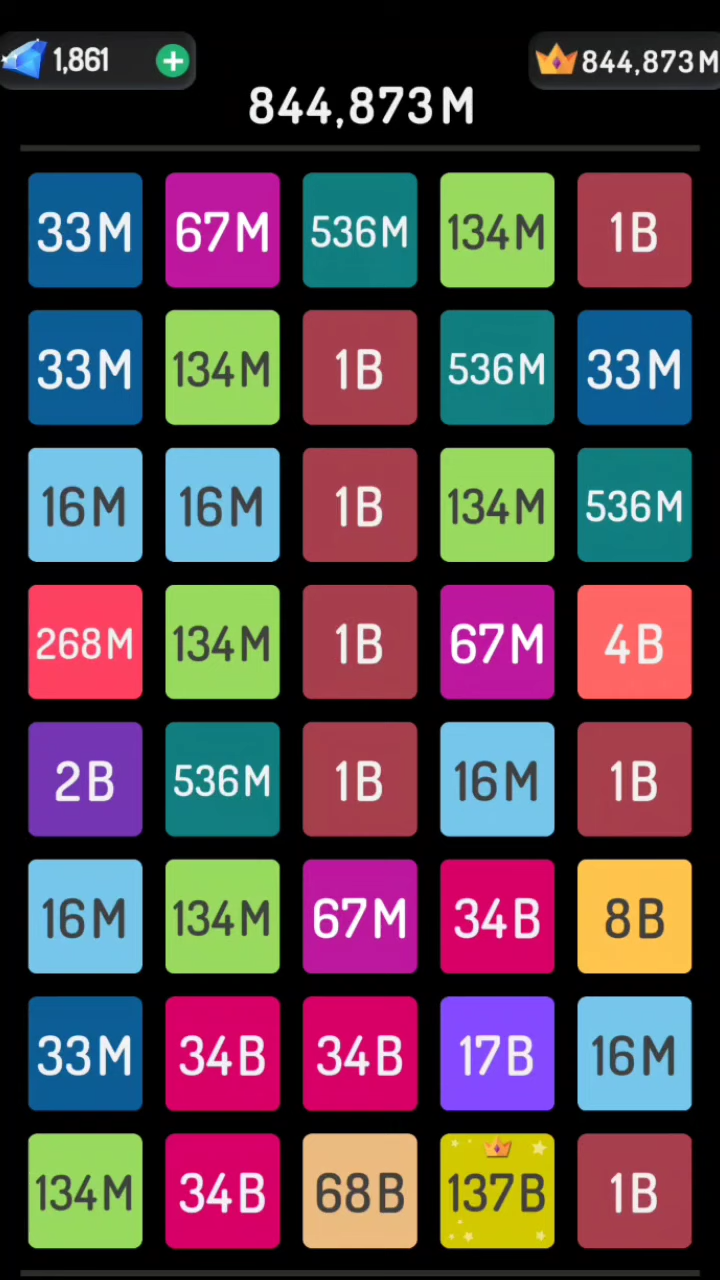 1,861 844,873M
844,873M
33M 67M 536M 134M 1B
33M 134M 1B 536M 33M
16M 16M 1B 134M 536M
268M 134M 1B 67M 4B
2B 536M 1B 16M 1B
16M 134M 67M 34B 8B
33M 34B 34B 17B 16M
134M 34B 68B 137B 1B